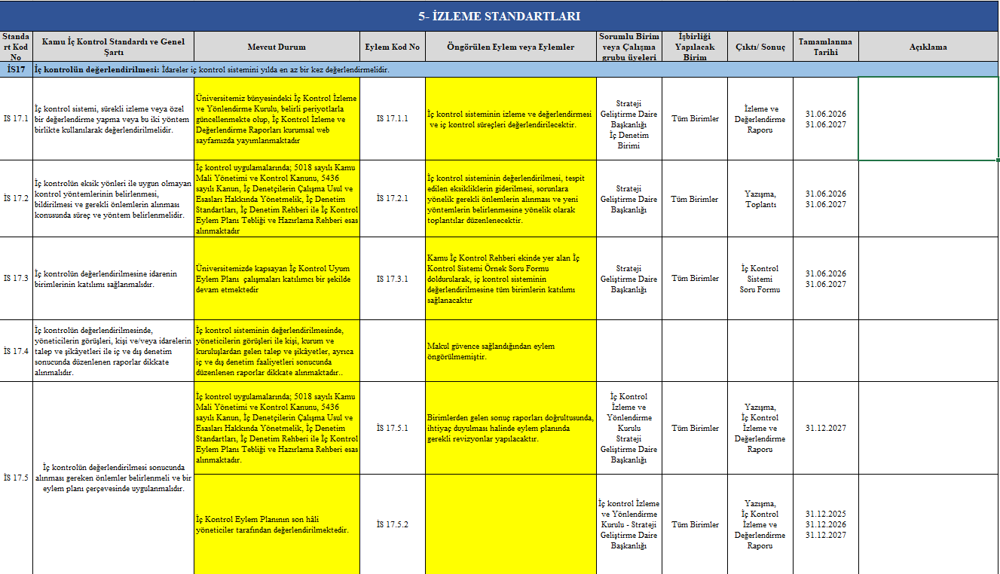 5- İZLEME STANDARTLARI
Standa
rt Kod
No
Kamu İç Kontrol Standardı ve Genel
Şartı
Mevcut Durum
Eylem Kod No
Öngörülen Eylem veya Eylemler
Sorumlu Birim
veya Çalışma
grubu üyeleri
İşbirliği
Yapılacak
Birim
Çıktı/ Sonuç
Tamamlanma
Tarihi
Açıklama
İS17
İç kontrolün değerlendirilmesi: İdareler iç kontrol sistemini yılda en az bir kez değerlendirmelidir.
IS 17.1
İç kontrol sistemi, sürekli izleme veya özel
bir değerlendirme yapma veya bu iki yöntem
birlikte kullanılarak değerlendirilmelidir.
Üniversitemiz bünyesindeki İç Kontrol İzleme
ve Yönlendirme Kurulu, belirli periyotlarla
güncellenmekte olup, İç Kontrol İzleme ve
Değerlendirme Raporları kurumsal web
sayfamızda yayımlanmaktadır
IS 17.1.1
İç kontrol sisteminin izleme ve değerlendirmesi
ve iç kontrol süreçleri değerlendirilecektir.
Strateji
Geliştirme Daire
Başkanlığı
İç Denetim
Birimi
Tüm Birimler
İzleme ve
Değerlendirme
Raporu
31.06.2026
31.06.2027
İS 17.2
İç kontrolün eksik yönleri ile uygun olmayan
kontrol yöntemlerinin belirlenmesi,
bildirilmesi ve gerekli önlemlerin alınması
konusunda süreç ve yöntem belirlenmelidir.
İç kontrol uygulamalarında; 5018 sayılı Kamu
Mali Yönetimi ve Kontrol Kanunu, 5436
sayılı Kanun, İç Denetçilerin Çalışma Usul ve
Esasları Hakkında Yönetmelik, İç Denetim
Standartları, İç Denetim Rehberi ile İç Kontrol
Eylem Planı Tebliği ve Hazırlama Rehberi esas
alınmaktadır
İS 17.2.1
İç kontrol sisteminin değerlendirilmesi, tespit
edilen eksikliklerin giderilmesi, sorunlara
yönelik gerekli önlemlerin alınması ve yeni
yöntemlerin belirlenmesine yönelik olarak
toplantılar düzenlenecektir.
Strateji
Geliştirme Daire
Başkanlığı
Tüm Birimler
Yazışma,
Toplantı
31.06.2026
31.06.2027
IS 17.3
İç kontrolün değerlendirilmesine idarenin
birimlerinin katılımı sağlanmalıdır.
Üniversitemizde kapsayan İç Kontrol Uyum
Eylem Planı çalışmaları katılımcı bir şekilde
devam etmektedir
İS 17.3.1
Kamu İç Kontrol Rehberi ekinde yer alan İç
Kontrol Sistemi Örnek Soru Formu
doldurularak, iç kontrol sisteminin
değerlendirilmesine tüm birimlerin katılımı
sağlanacaktır
Strateji
Geliştirme Daire
Başkanlığı
Tüm Birimler
İç Kontrol
Sistemi
Soru Formu
31.06.2026
31.06.2027
İS 17.4
İç kontrolün değerlendirilmesinde,
yöneticilerin görüşleri, kişi ve/veya idarelerin
talep ve şikâyetleri ile iç ve dış denetim
sonucunda düzenlenen raporlar dikkate
alınmalıdır.
İç kontrol sisteminin değerlendirilmesinde,
yöneticilerin görüşleri ile kişi, kurum ve
kuruluşlardan gelen talep ve şikâyetler, ayrıca
iç ve dış denetim faaliyetleri sonucunda
düzenlenen raporlar dikkate alınmaktadır..
Makul güvence sağlandığından eylem
öngörülmemiştir.
İS 17.5
İç kontrolün değerlendirilmesi sonucunda
alınması gereken önlemler belirlenmeli ve bir
eylem planı çerçevesinde uygulanmalıdır.
İç kontrol uygulamalarında; 5018 sayılı Kamu
Mali Yönetimi ve Kontrol Kanunu, 5436
sayılı Kanun, İç Denetçilerin Çalışma Usul ve
Esasları Hakkında Yönetmelik, İç Denetim
Standartları, İç Denetim Rehberi ile İç Kontrol
Eylem Planı Tebliği ve Hazırlama Rehberi esas
alınmaktadır.
İS 17.5.1
Birimlerden gelen sonuç raporları doğrultusunda,
ihtiyaç duyulması halinde eylem planında
gerekli revizyonlar yapılacaktır.
İç Kontrol
İzleme ve
Yönlendirme
Kurulu
Strateji
Geliştirme Daire
Başkanlığı
Tüm Birimler
Yazışma,
İç Kontrol
İzleme ve
Değerlendirme
Raporu
31.12.2027
İç Kontrol Eylem Planının son hâli
yöneticiler tarafından değerlendirilmektedir.
İS 17.5.2
İç kontrol İzleme
ve Yönlendirme
Kurulu - Strateji
Geliştirme Daire
Başkanlığı
Tüm Birimler
Yazışma,
İç Kontrol
İzleme ve
Değerlendirme
Raporu
31.12.2025
31.12.2026
31.12.2027